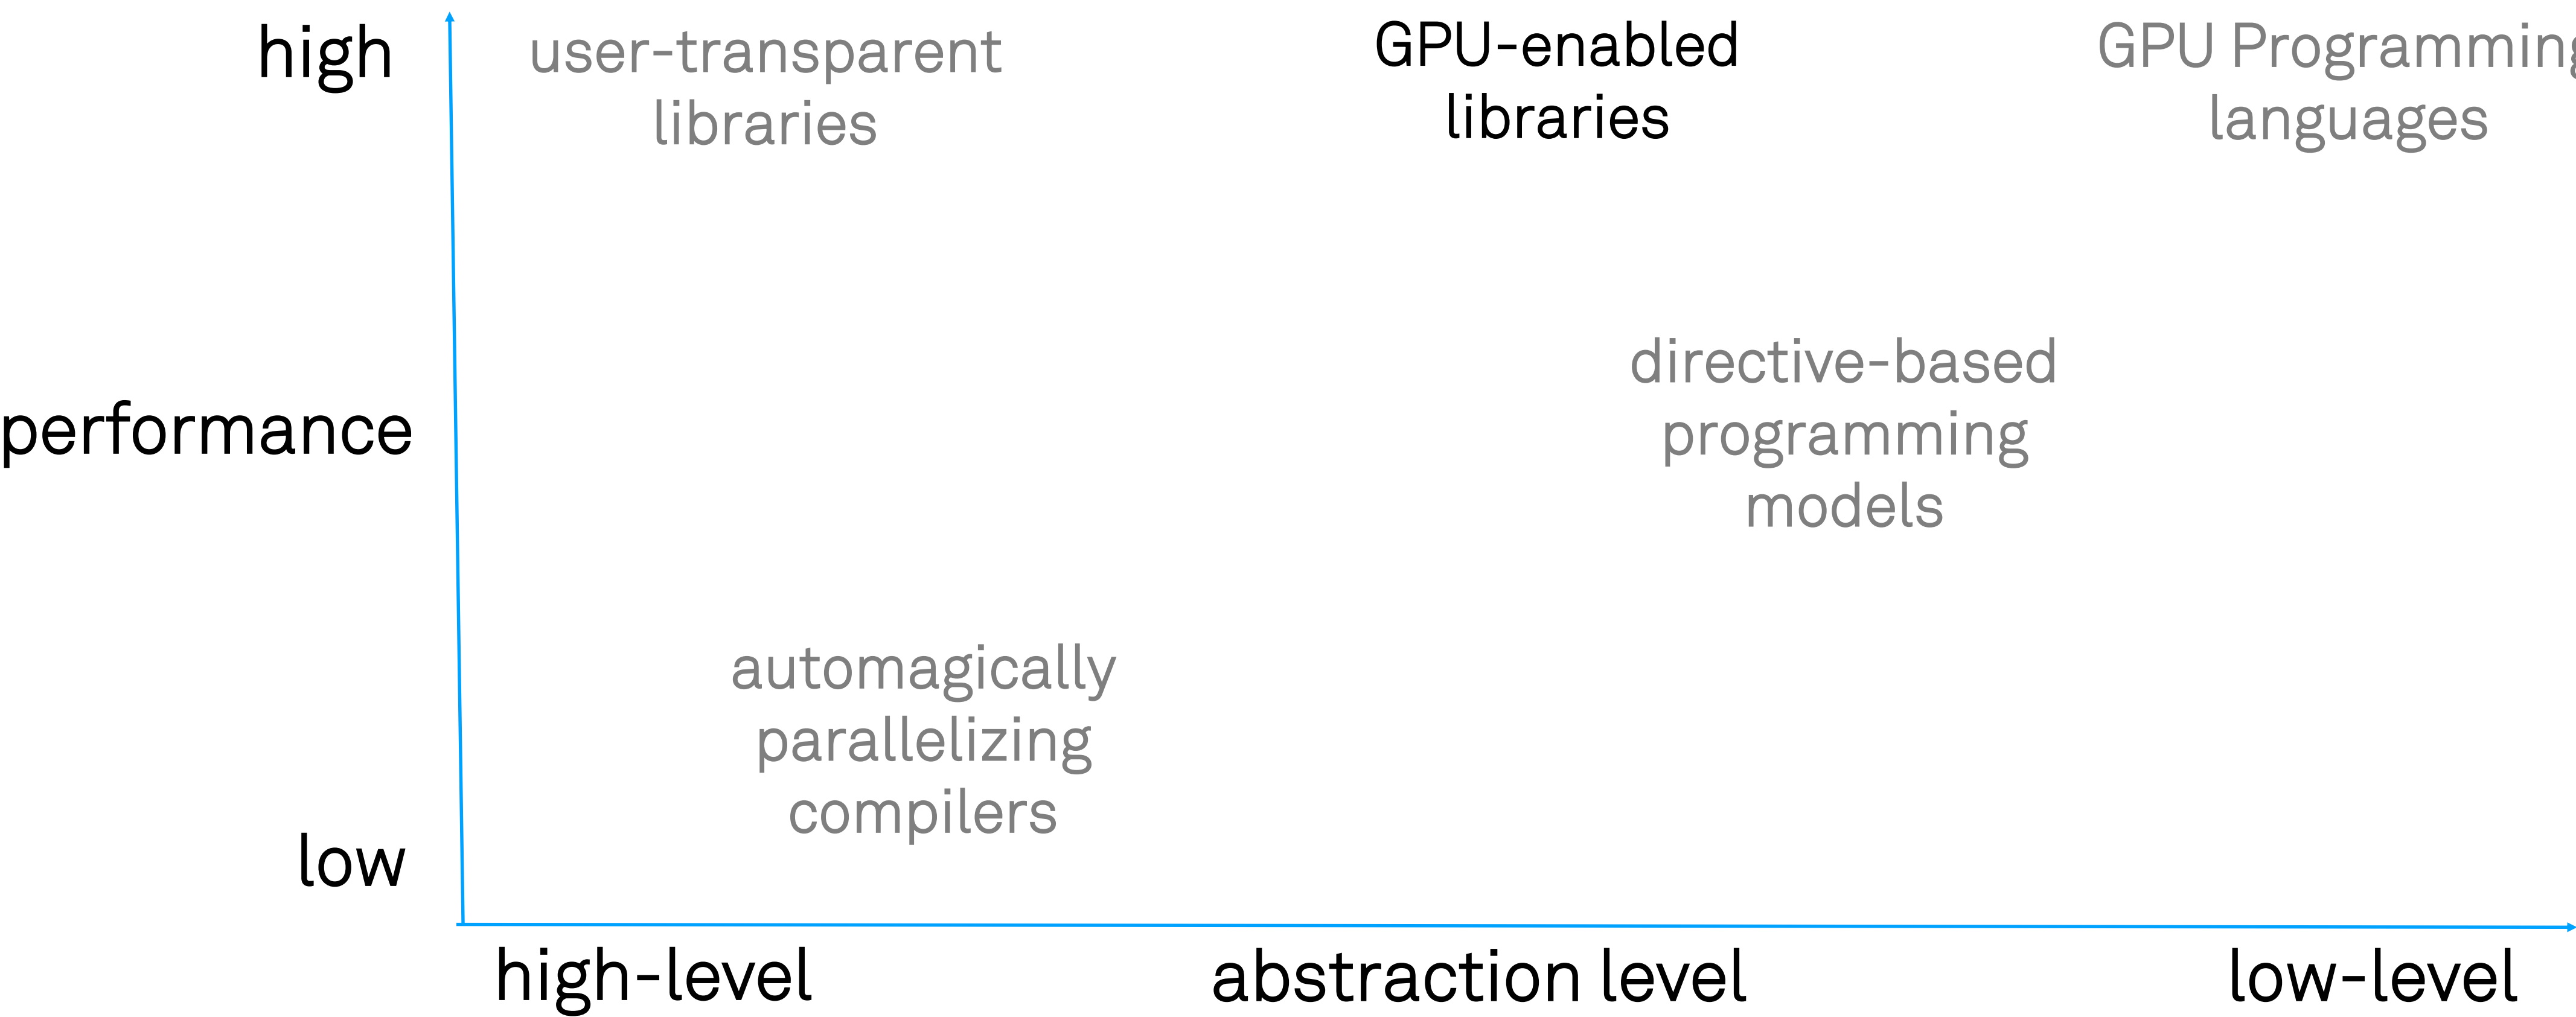 high
user-transparent
libraries
GPU-enabled
libraries
GPU Programming
languages
performance
directive-based
programming
models
automagically
parallelizing
compilers
low
high-level
abstraction level
low-level